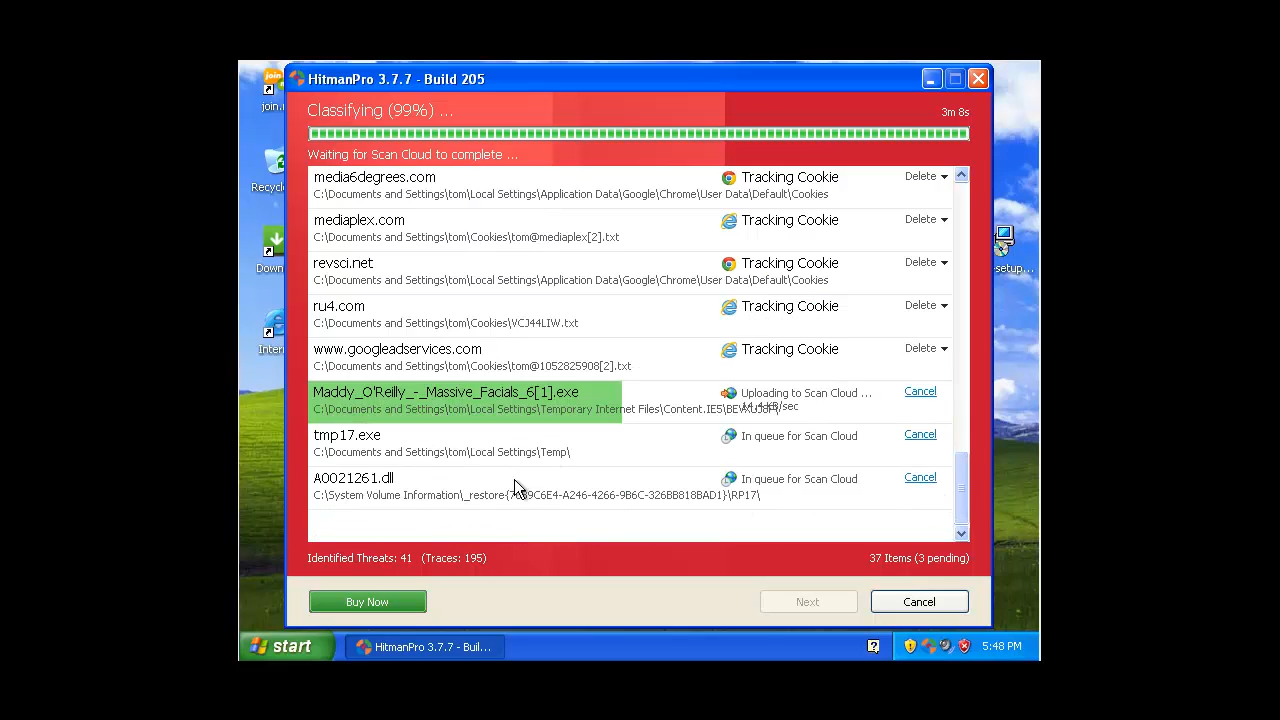 HitmanPro 3.7.7 - Build 205
join
join.
Classifying (99%) ...
3m 8s
Waiting for Scan Cloud to complete ...
media6degrees.com Tracking Cookie Delete
C:\Documents and Settings\tom\Local Settings\Application Data\Google\Chrome\User Data\Default\Cookies
Recycl
mediaplex.com Tracking Cookie Delete
C:\Documents and Settings\tom\Cookies\tom@mediaplex[2].txt
revsci.net Tracking Cookie Delete
Down
-setup...
C:\Documents and Settings\tom\Local Settings\Application Data\Google\Chrome\User Data\Default\Cookies
ru4.com Tracking Cookie Delete
C:\Documents and Settings\tom\Cookies\VCJ44LIW.txt
Inter
www.googleadservices.com Tracking Cookie Delete
C:\Documents and Settings\tom\Cookies\tom@1052825908[2].txt
Maddy_O'Reilly_-_Massive_Facials_6[1].exe Uploading to Scan Cloud ... Cancel
C:\Documents and Settings\tom\Local Settings\Temporary Internet Files\Content.IE5\
tmp17.exe In queue for Scan Cloud Cancel
C:\Documents and Settings\tom\Local Settings\Temp\
A0021261.dll In queue for Scan Cloud Cancel
C:\System Volume Information\_restore
Identified Threats: 41 (Traces: 195) 37 Items (3 pending)
Buy Now Next Cancel
start HitmanPro 3.7.7 - Buil... 5:48 PM